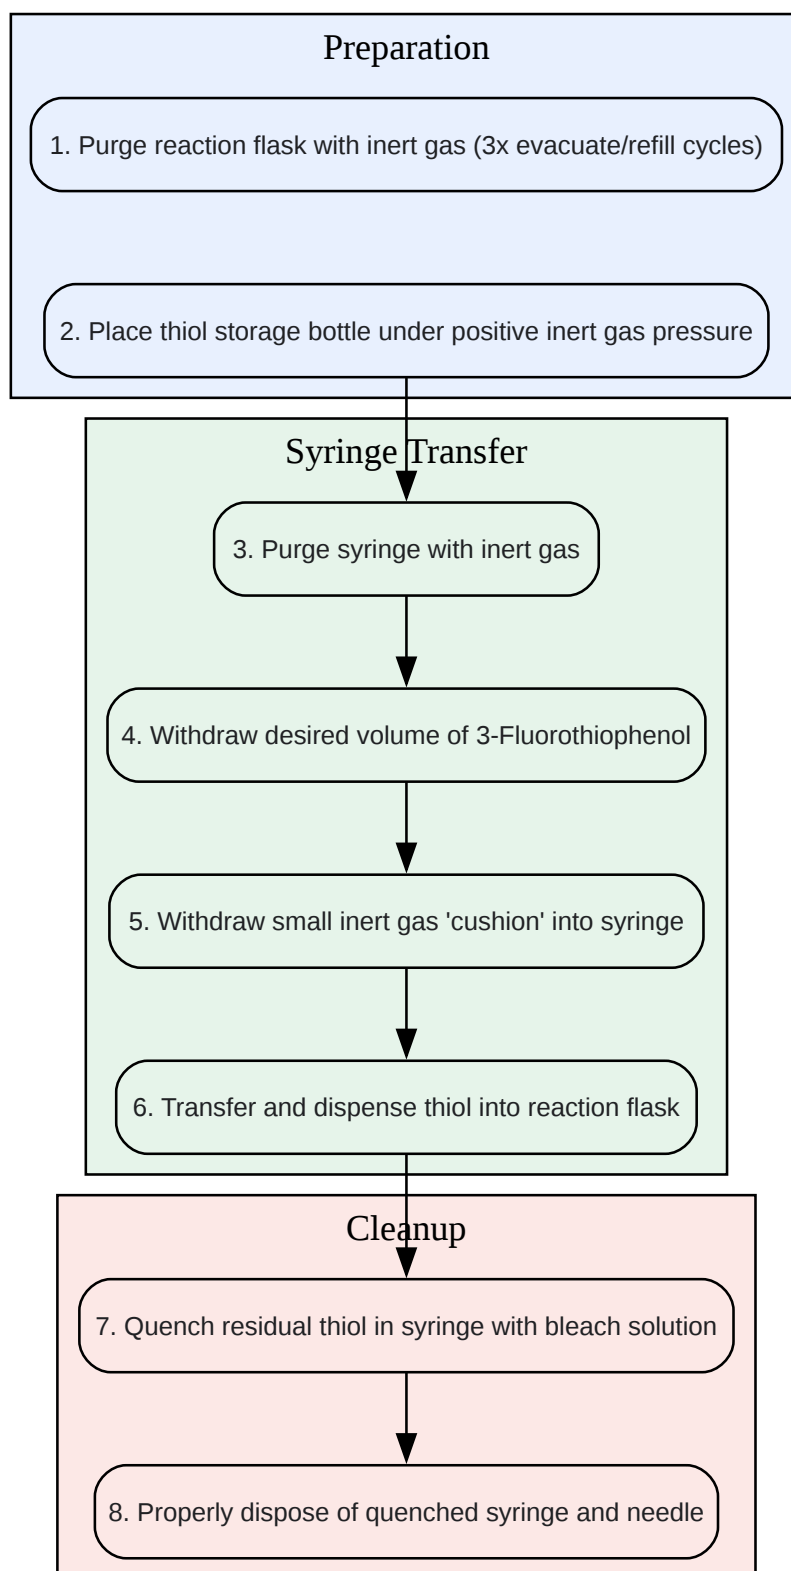 Preparation
1. Purge reaction flask with inert gas (3x evacuate/refill cycles)
2. Place thiol storage bottle under positive inert gas pressure
Syringe Transfer
3. Purge syringe with inert gas
4. Withdraw desired volume of 3-Fluorothiophenol
5. Withdraw small inert gas 'cushion' into syringe
6. Transfer and dispense thiol into reaction flask
Cleanup
7. Quench residual thiol in syringe with bleach solution
8. Properly dispose of quenched syringe and needle